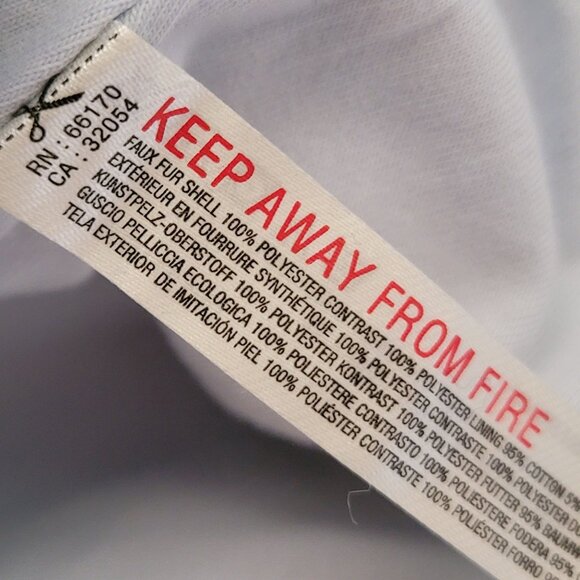 RN : 66170
CA : 32054
KEEP AWAY FROM FIRE
FAUX FUR SHELL 100% POLYESTER CONTRAST 100% POLYESTER LINING 95% COTTON 5%
EXTÉRIEUR EN FOURRURE SYNTHÉTIQUE 100% POLYESTER CONTRASTE 100% POLYESTER
KUNSTPELZ-OBERSTOFF 100% POLYESTER KONTRAST 100% POLYESTER FUTTER 95% BAUMW
GUSCIO PELLICCIA ECOLOGICA 100% POLIESTERE CONTRASTO 100% POLIESTERE FODERA 95%
TELA EXTERIOR DE IMITACIÓN PIEL 100% POLIÉSTER CONTRASTE 100% POLIÉSTER FORRO